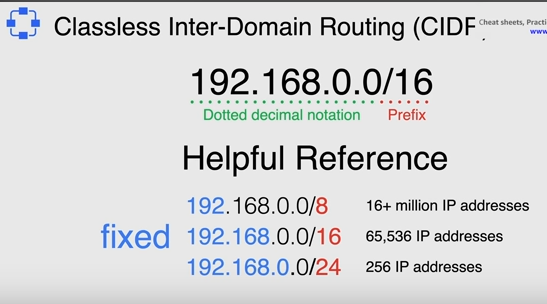 Classless Inter-Domain Routing (CIDR)
Cheat sheets, Practi
www
192.168.0.0/16
Dotted decimal notation Prefix
Helpful Reference
192.168.0.0/8 16+ million IP addresses
fixed 192.168.0.0/16 65,536 IP addresses
192.168.0.0/24 256 IP addresses